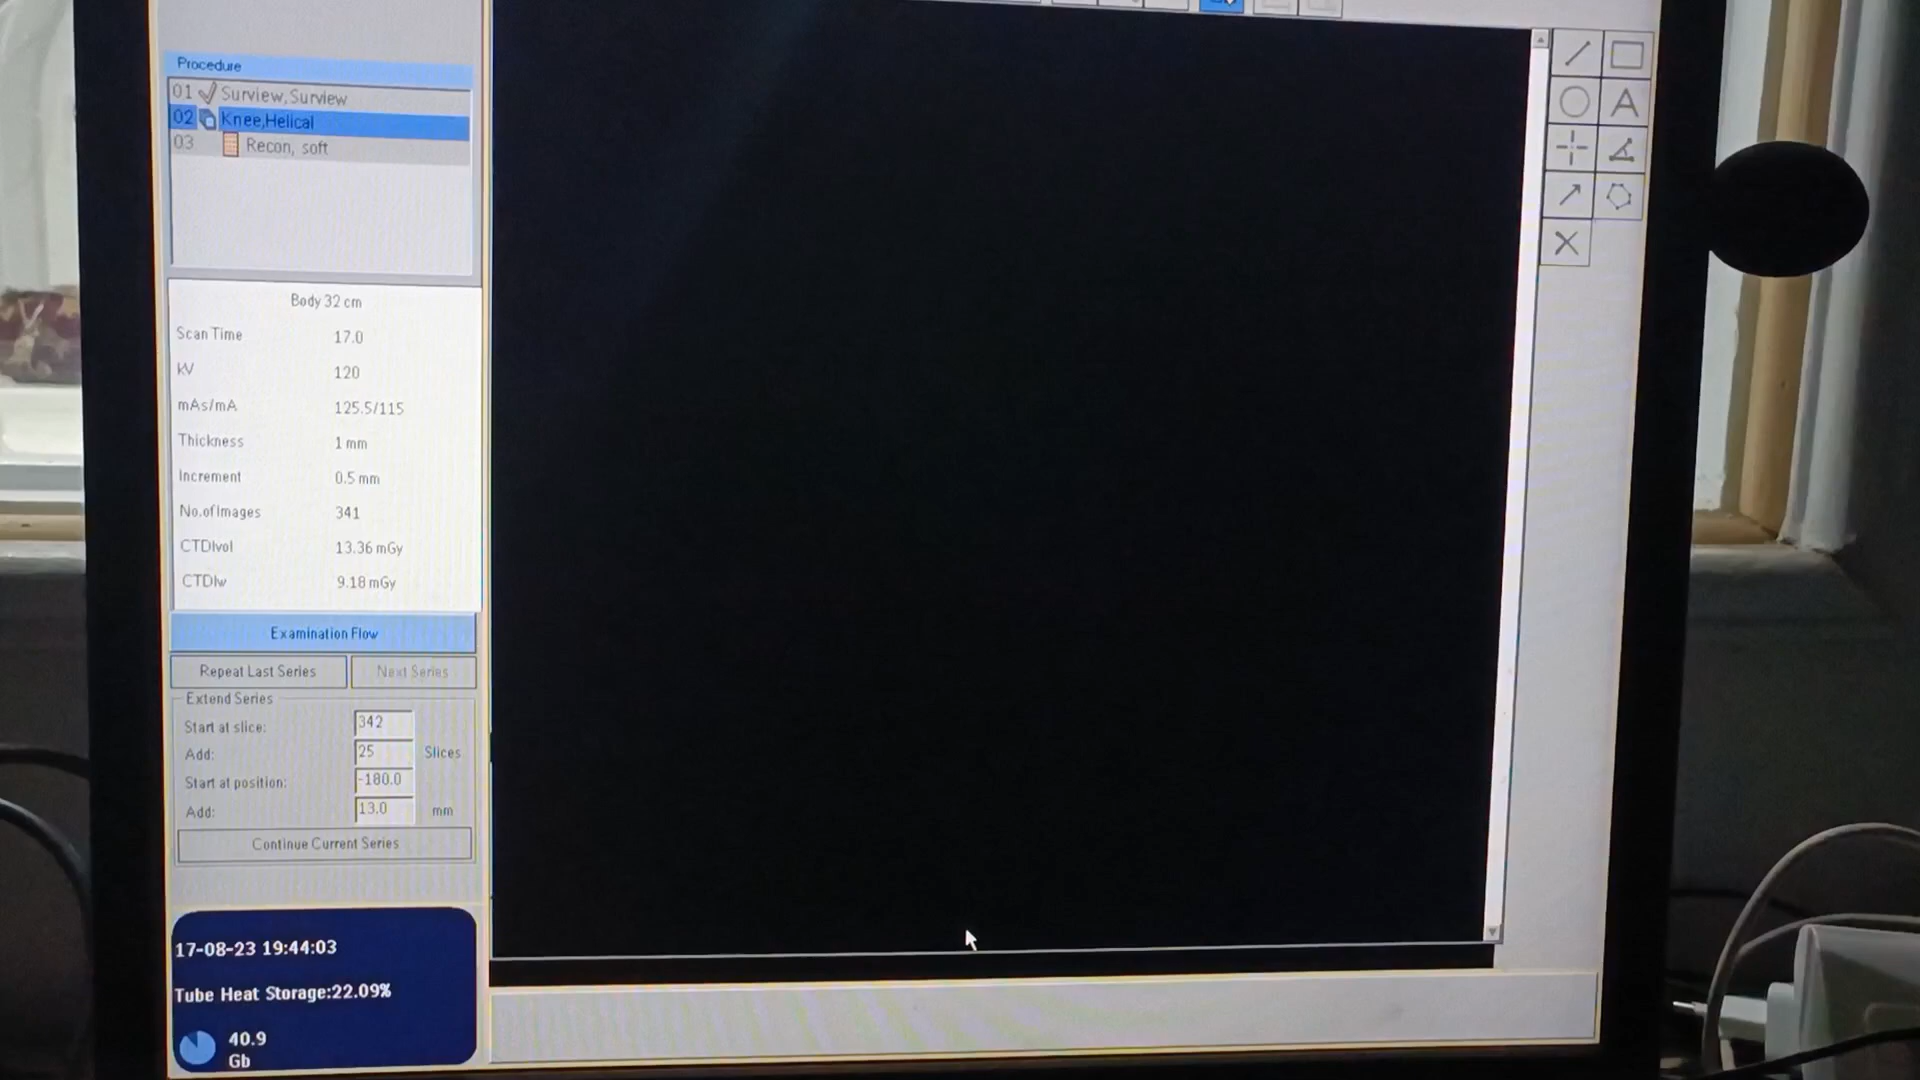 Procedure
01 Surview,Surview
02 Knee,Helical
03 Recon, soft
Body 32 cm
Scan Time 17.0
kV 120
mAs/mA 125.5/115
Thickness 1 mm
Increment 0.5 mm
No.of Images 341
CTDIvol 13.36 mGy
CTDIw 9.18 mGy
Examination Flow
Repeat Last Series Next Series
Extend Series
Start at slice: 342
Add: 25 Slices
Start at position: -180.0
Add: 13.0 mm
Continue Current Series
17-08-23 19:44:03
Tube Heat Storage:22.09%
40.9
Gb
A